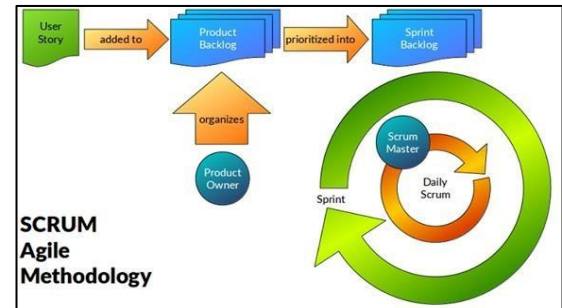 User
Story
added to
Product
Backlog
prioritized into
Sprint
Backlog
organizes
Product
Owner
Scrum
Master
Daily
Scrum
Sprint
SCRUM
Agile
Methodology